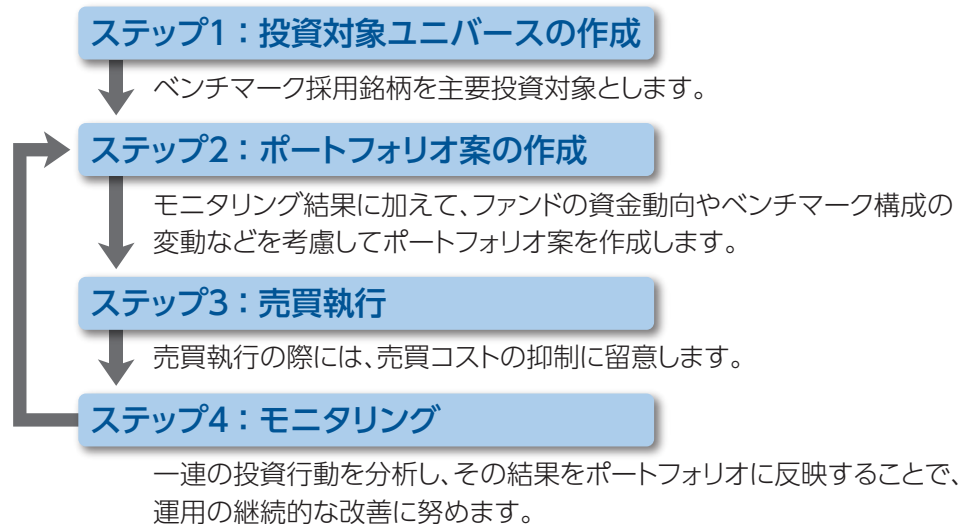 ステップ1：投資対象ユニバースの作成
ベンチマーク採用銘柄を主要投資対象とします。
ステップ2：ポートフォリオ案の作成
モニタリング結果に加えて、ファンドの資金動向やベンチマーク構成の
変動などを考慮してポートフォリオ案を作成します。
ステップ3：売買執行
売買執行の際には、売買コストの抑制に留意します。
ステップ4：モニタリング
一連の投資行動を分析し、その結果をポートフォリオに反映することで、
運用の継続的な改善に努めます。